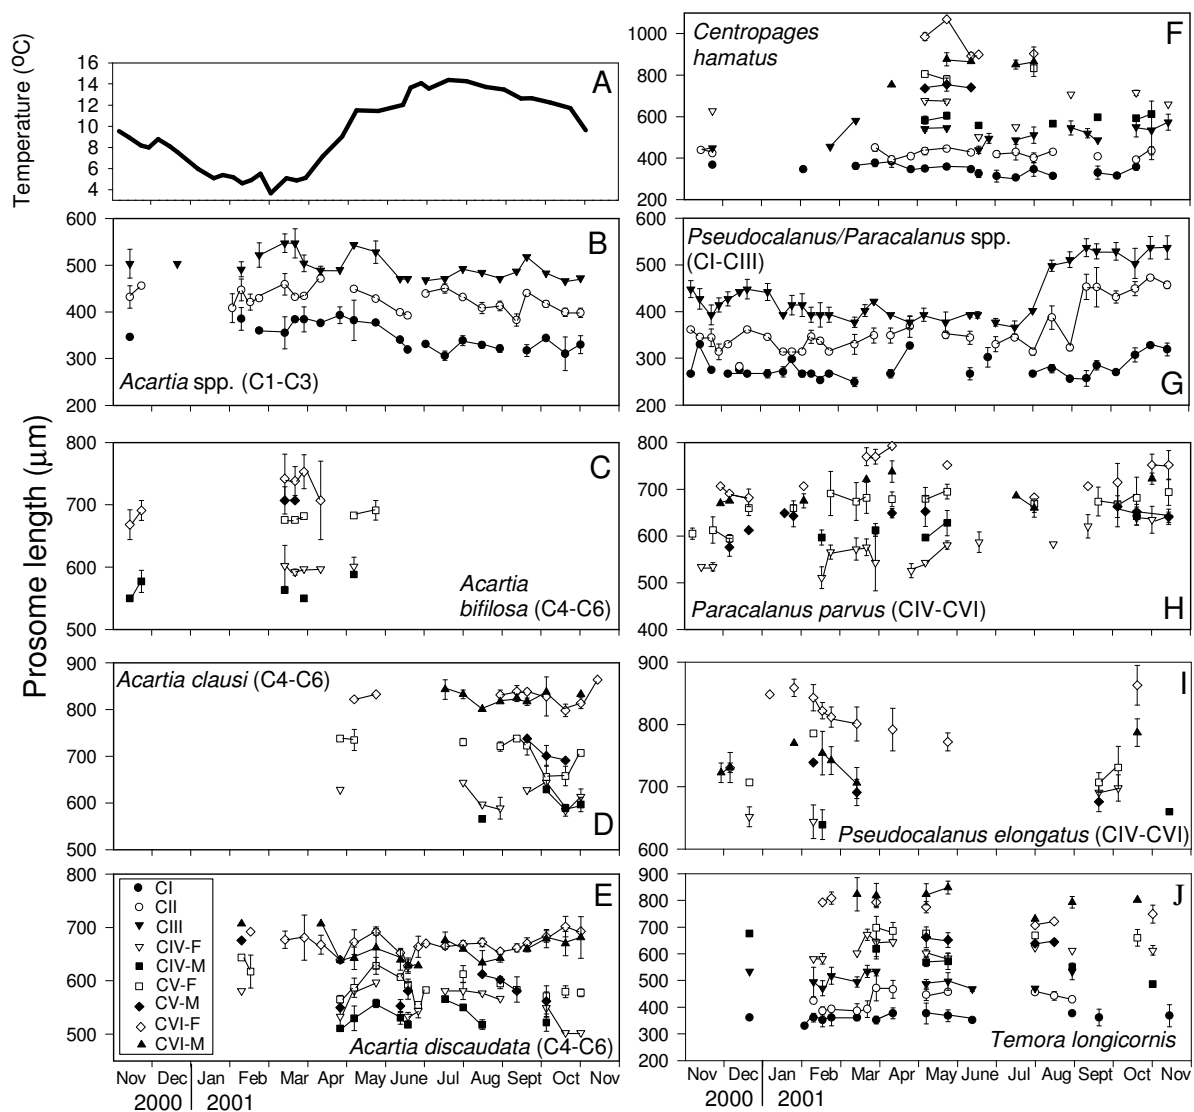 Temperature (ºC)
16
14
12
10
8
6
4
A
Prosome length (µm)
600
500
400
300
200
B
Acartia spp. (C1-C3)
800
700
600
500
C
Acartia
bifilosa (C4-C6)
900
800
700
600
500
Acartia clausi (C4-C6)
D
800
700
600
500
E
CI
CII
CIII
CIV-F
CIV-M
CV-F
CV-M
CVI-F
CVI-M
Acartia discaudata (C4-C6)
Nov Dec Jan Feb Mar Apr May June Jul Aug Sept Oct Nov
2000 2001
1000
800
600
400
200
Centropages
hamatus
F
600
500
400
300
200
Pseudocalanus/Paracalanus spp.
(CI-CIII)
G
800
700
600
500
400
Paracalanus parvus (CIV-CVI)
H
900
800
700
600
I
Pseudocalanus elongatus (CIV-CVI)
900
800
700
600
500
400
300
200
J
Temora longicornis
Nov Dec Jan Feb Mar Apr May June Jul Aug Sept Oct Nov
2000 2001